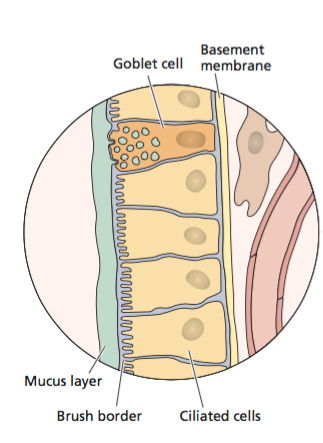 Basement
membrane
Goblet cell
Mucus layer
Brush border
Ciliated cells